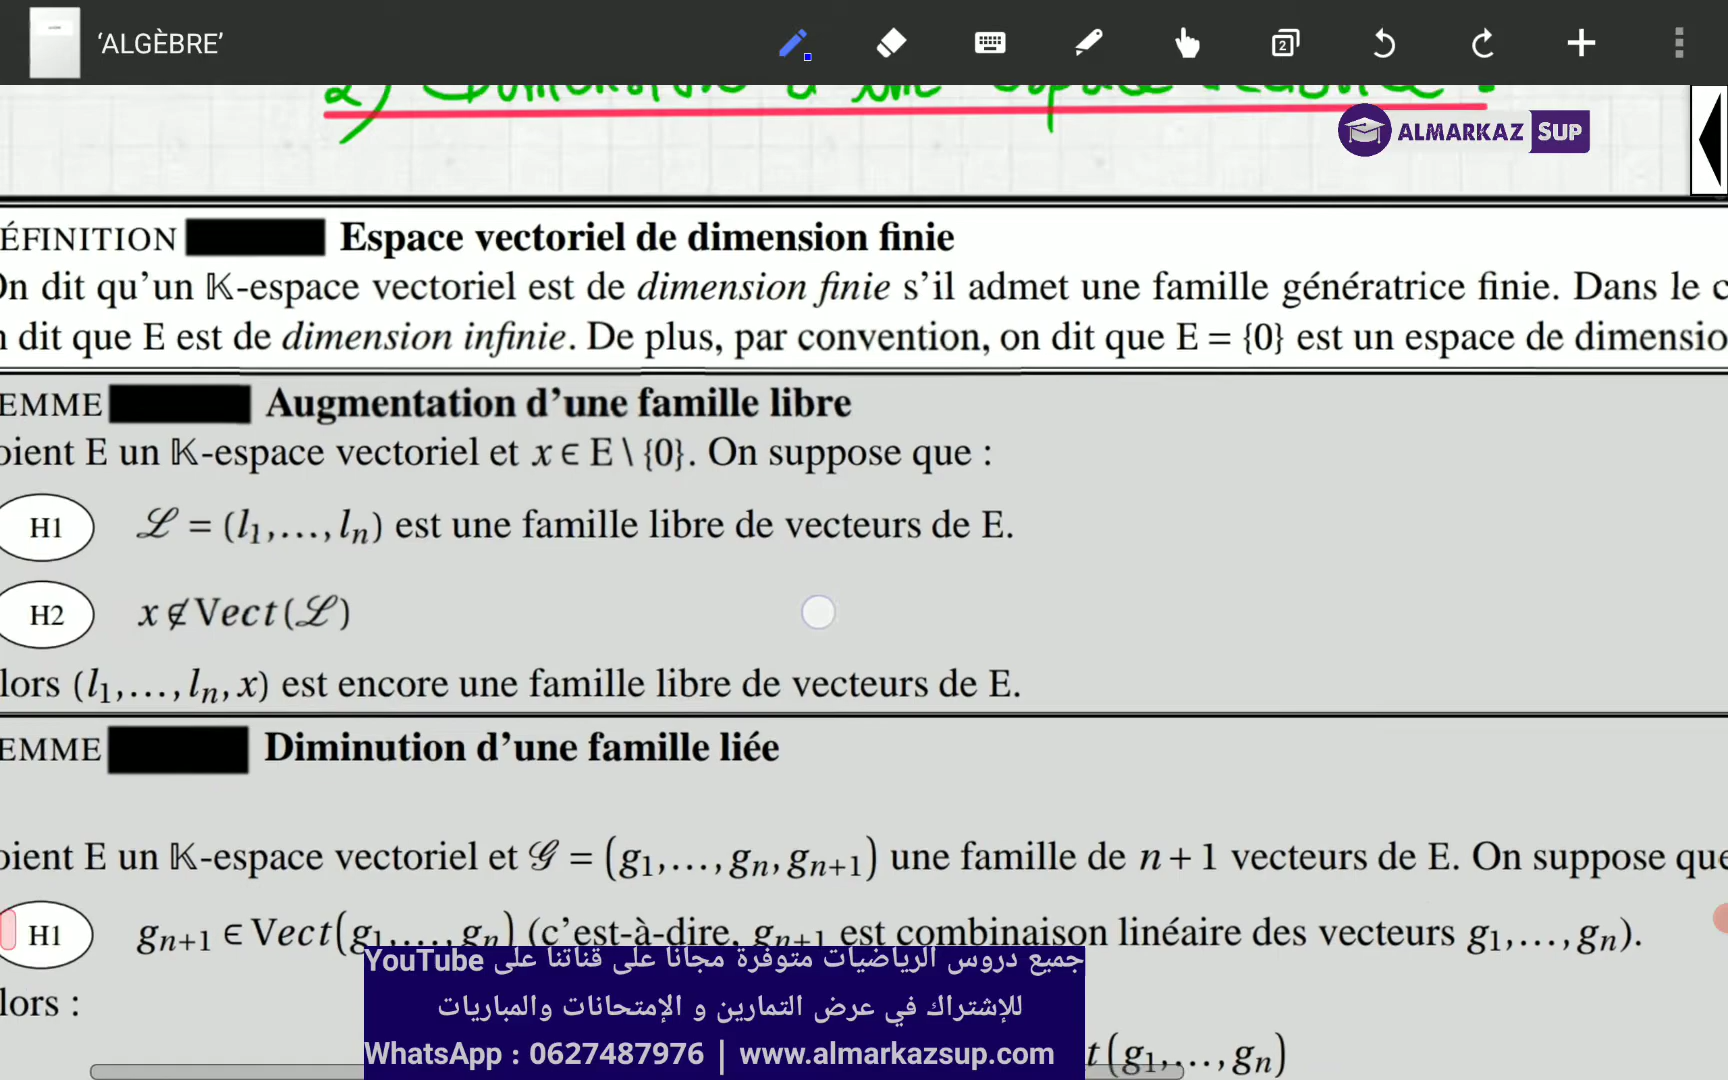 ‘ALGÈBRE’
2) Dimension d'une espace vectoriel :
ALMARKAZ SUP
ÉFINITION Espace vectoriel de dimension finie
On dit qu’un 𝕂-espace vectoriel est de dimension finie s’il admet une famille génératrice finie. Dans le c
n dit que E est de dimension infinie. De plus, par convention, on dit que E = {0} est un espace de dimensio
EMME Augmentation d’une famille libre
oient E un 𝕂-espace vectoriel et x ∈ E \ {0}. On suppose que :
H1 ℒ = (l₁,…, lₙ) est une famille libre de vecteurs de E.
H2 x ∉ Vect(ℒ)
lors (l₁,…, lₙ, x) est encore une famille libre de vecteurs de E.
EMME Diminution d’une famille liée
oient E un 𝕂-espace vectoriel et 𝒢 = (g₁,…, gₙ, gₙ₊₁) une famille de n + 1 vecteurs de E. On suppose que
H1 gₙ₊₁ ∈ Vect(g₁,…, gₙ) (c’est-à-dire, gₙ₊₁ est combinaison linéaire des vecteurs g₁,…, gₙ).
lors :
t(g₁,…, gₙ)
جميع دروس الرياضيات متوفرة مجانا على قناتنا على YouTube
للإشتراك في عرض التمارين و الإمتحانات والمباريات
WhatsApp : 0627487976 | www.almarkazsup.com